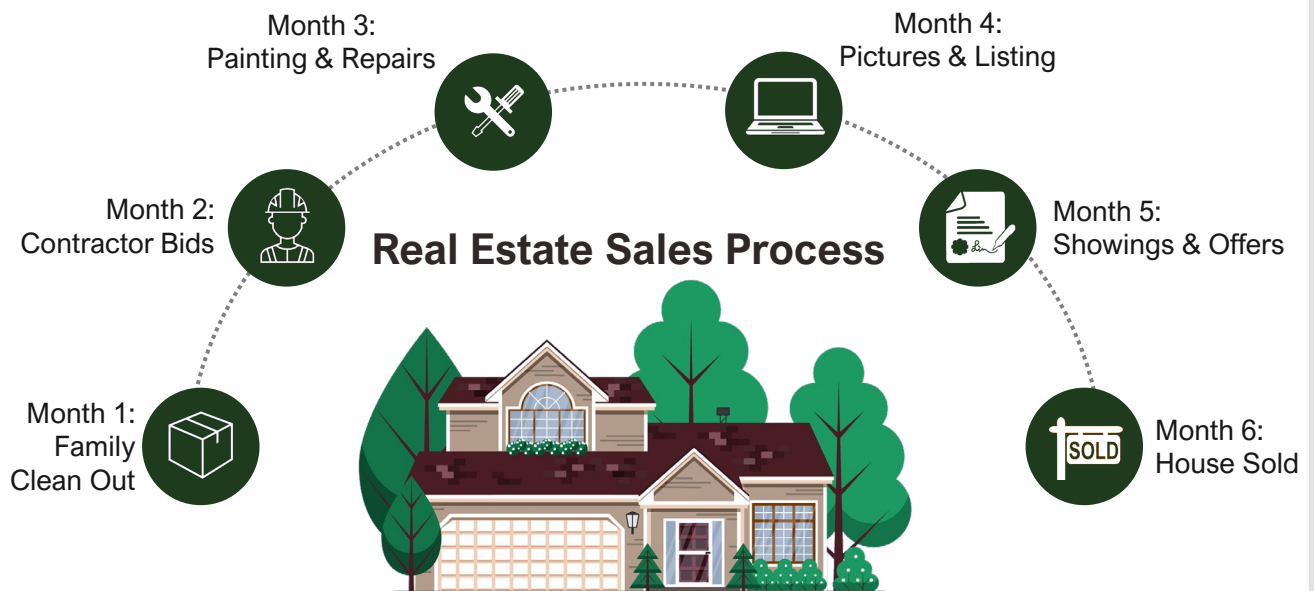 Real Estate Sales Process
Month 1:
Family
Clean Out
Month 2:
Contractor Bids
Month 3:
Painting & Repairs
Month 4:
Pictures & Listing
Month 5:
Showings & Offers
Month 6:
House Sold
SOLD